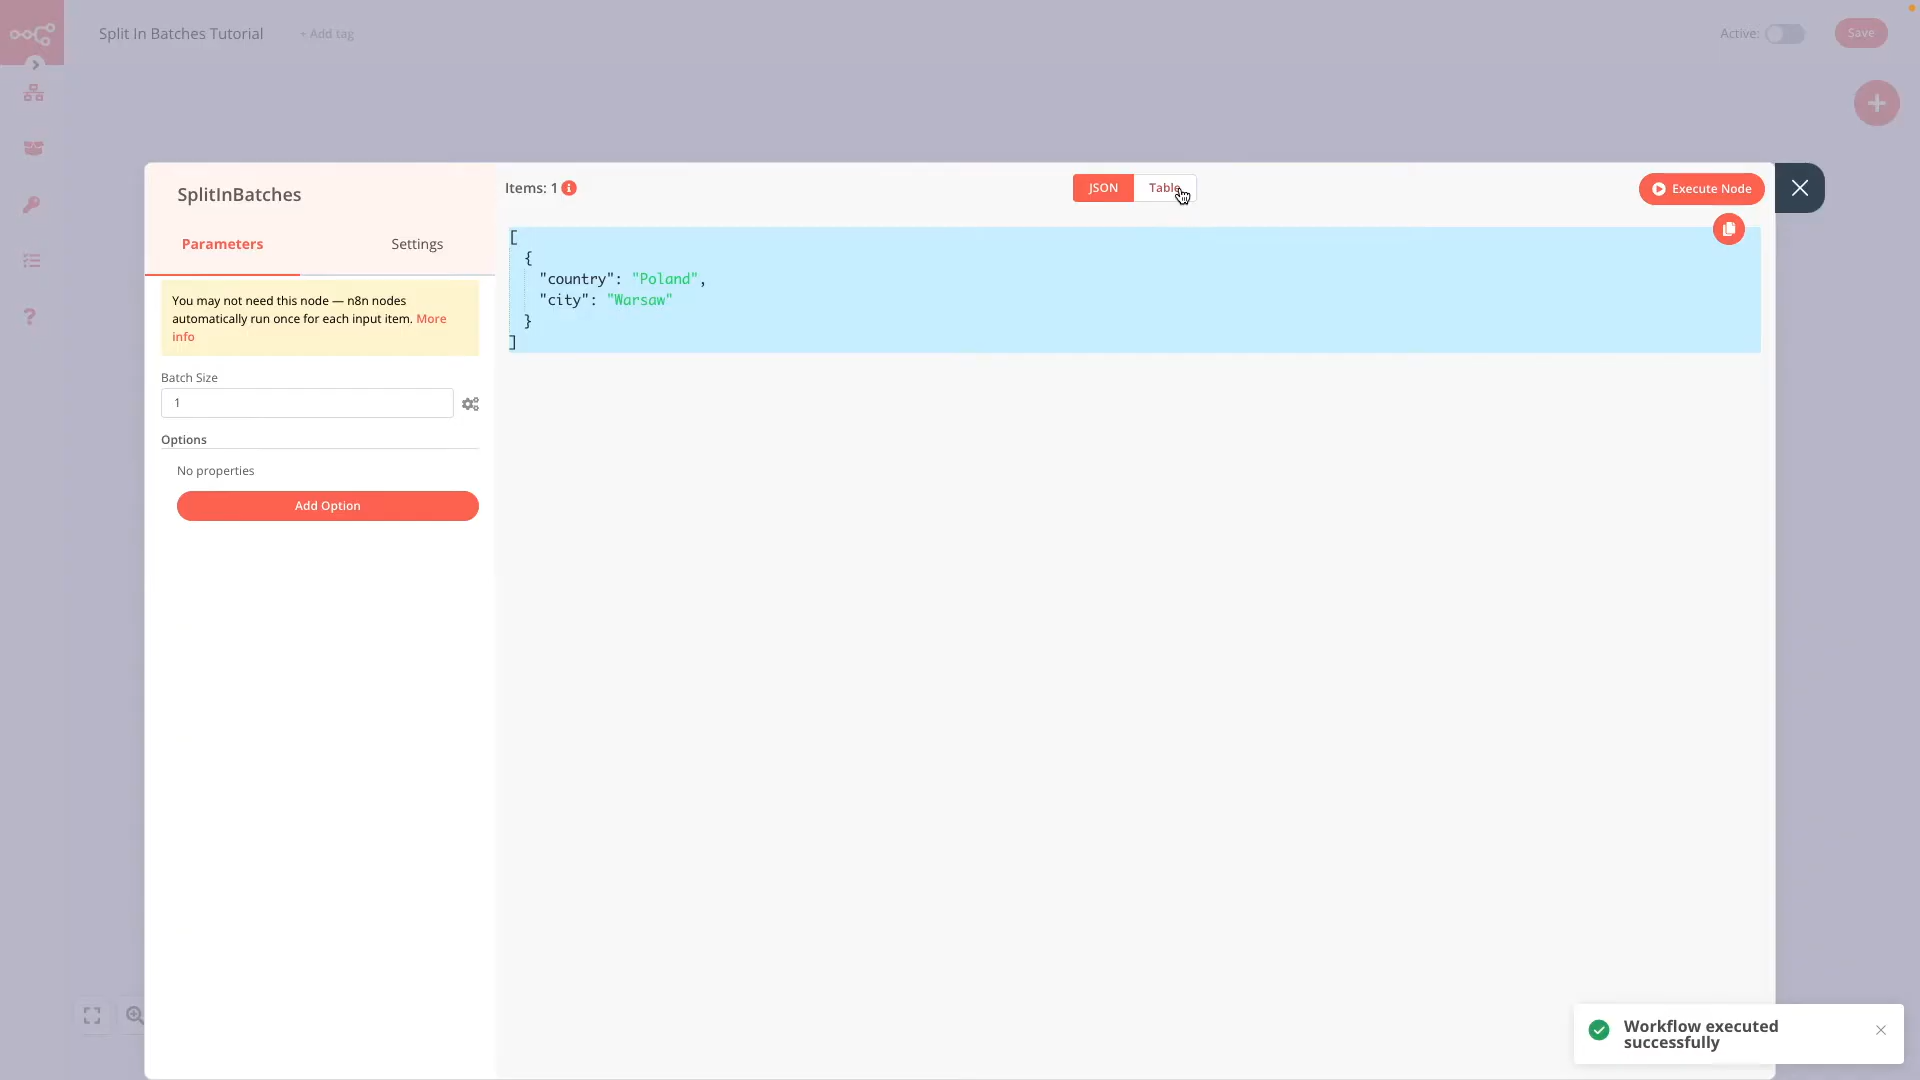 Split In Batches Tutorial
+ Add tag
Active:
Save
SplitInBatches
Parameters
Settings
You may not need this node — n8n nodes
automatically run once for each input item. More
info
Batch Size
1
Options
No properties
Add Option
Items: 1
JSON
Table
Execute Node
[
{
"country": "Poland",
"city": "Warsaw"
}
]
Workflow executed
successfully